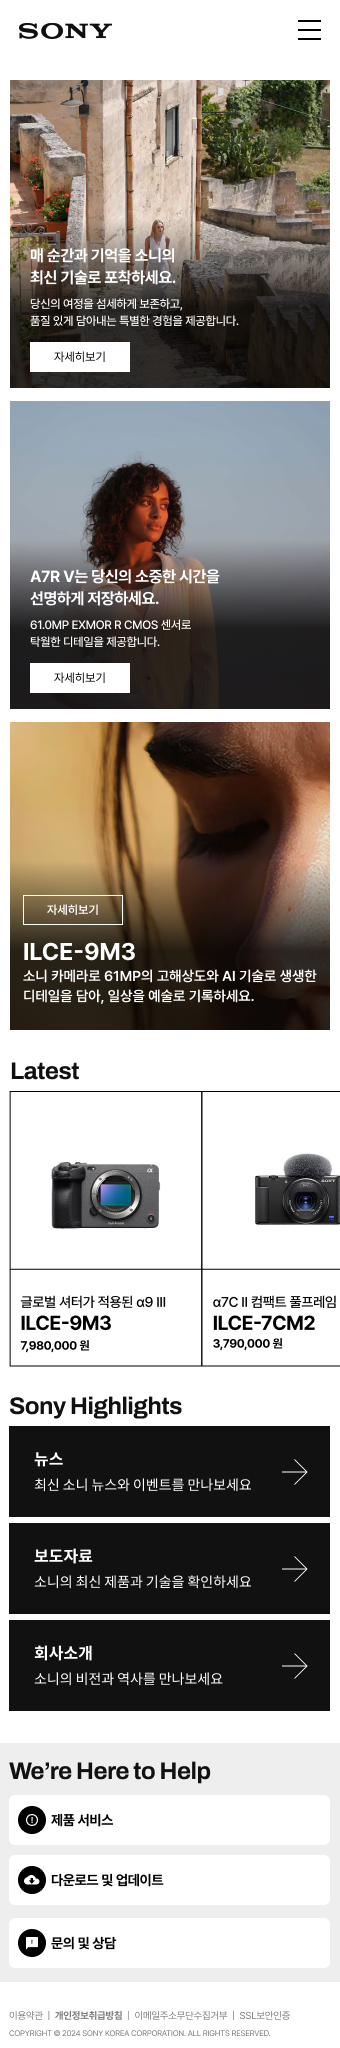 SONY
매 순간과 기억을 소니의
최신 기술로 포착하세요.
당신의 여정을 섬세하게 보존하고,
품질 있게 담아내는 특별한 경험을 제공합니다.
자세히보기
A7R V는 당신의 소중한 시간을
선명하게 저장하세요.
61.0MP EXMOR R CMOS 센서로
탁월한 디테일을 제공합니다.
자세히보기
자세히보기
ILCE-9M3
소니 카메라로 61MP의 고해상도와 AI 기술로 생생한
디테일을 담아, 일상을 예술로 기록하세요.
Latest
α
SONY
글로벌 셔터가 적용된 α9 III
ILCE-9M3
7,980,000 원
α7C II 컴팩트 풀프레임
ILCE-7CM2
3,790,000 원
Sony Highlights
뉴스
최신 소니 뉴스와 이벤트를 만나보세요
보도자료
소니의 최신 제품과 기술을 확인하세요
회사소개
소니의 비전과 역사를 만나보세요
We’re Here to Help
제품 서비스
다운로드 및 업데이트
문의 및 상담
이용약관 | 개인정보취급방침 | 이메일주소무단수집거부 | SSL보안인증
COPYRIGHT © 2024 SONY KOREA CORPORATION. ALL RIGHTS RESERVED.